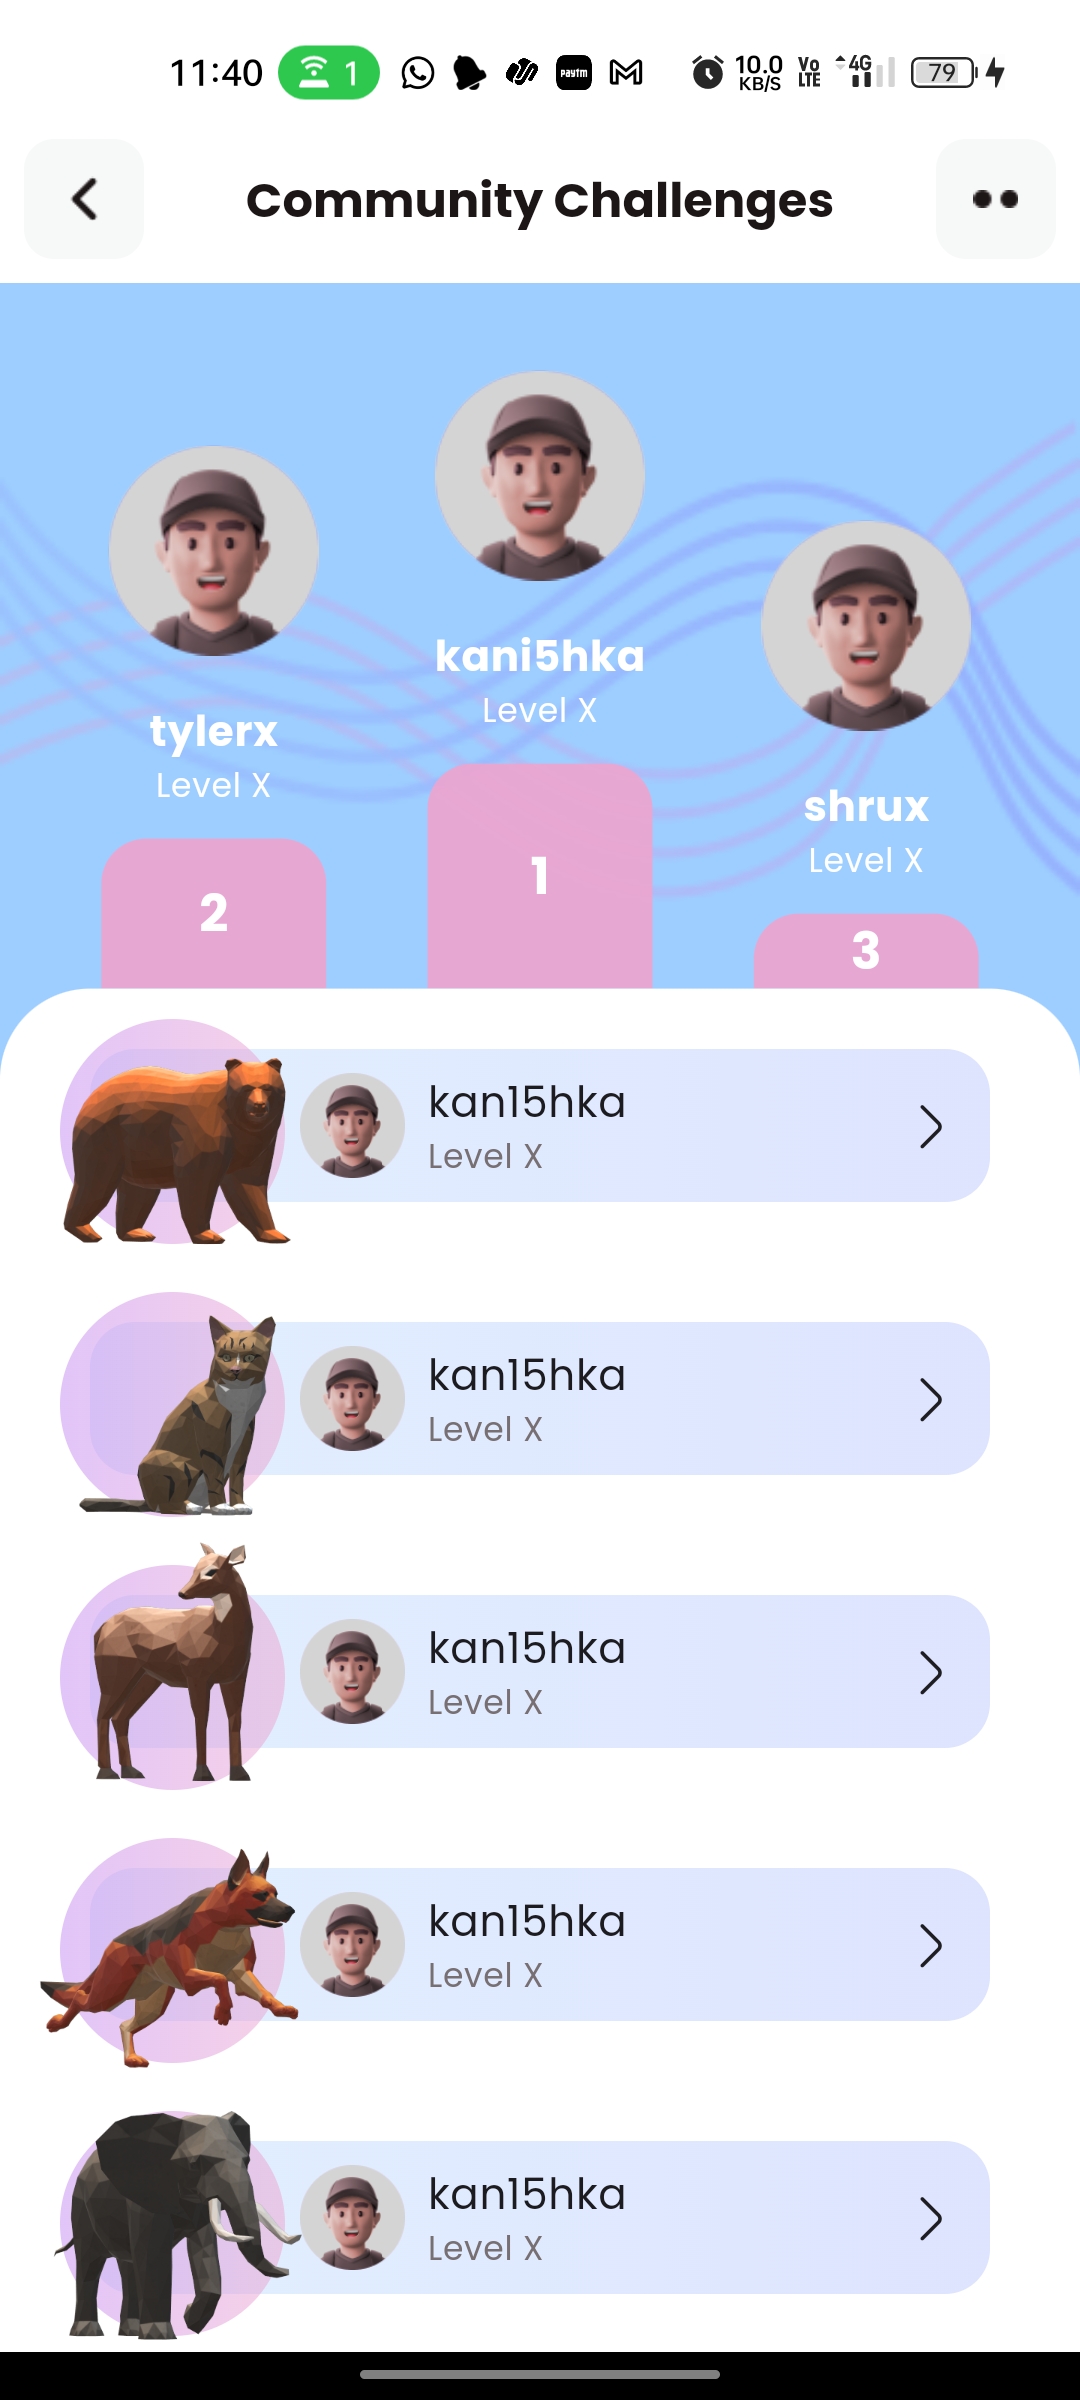 11:40 1 paytm 10.0 KB/S Vo LTE 4G 79
Community Challenges
kani5hka
Level X
tylerx
Level X
shrux
Level X
1
2
3
kan15hka
Level X
kan15hka
Level X
kan15hka
Level X
kan15hka
Level X
kan15hka
Level X